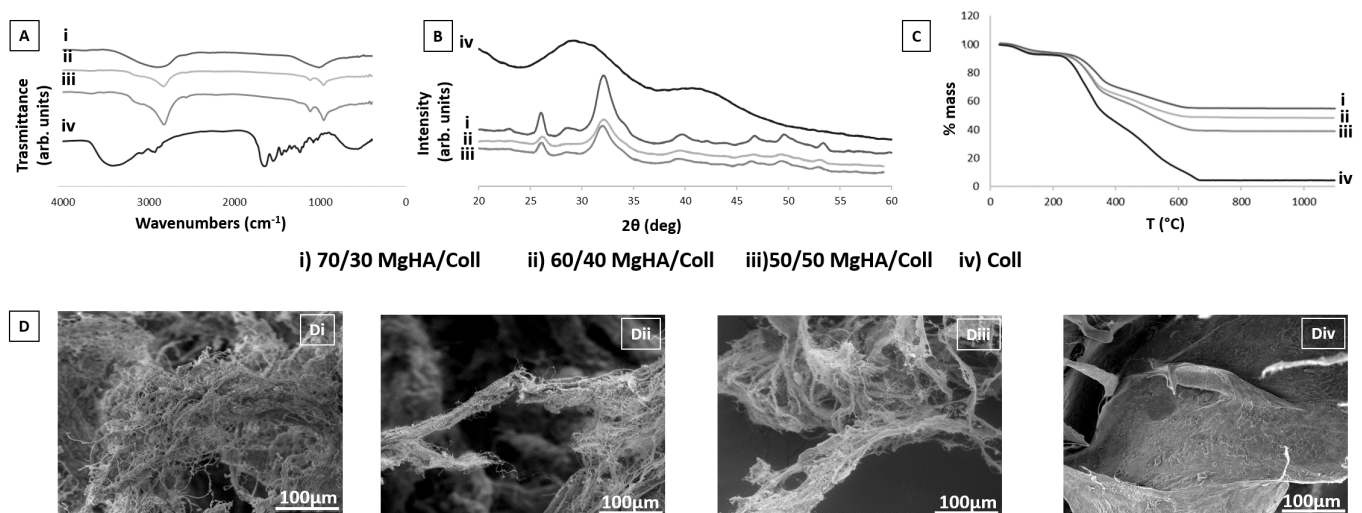 A
i
ii
iii
iv
Trasmittance
(arb. units)
4000 3000 2000 1000 0
Wavenumbers (cm⁻¹)
B
iv
i
ii
iii
Intensity
(arb. units)
20 25 30 35 40 45 50 55 60
2θ (deg)
C
120
100
80
60
40
20
0
% mass
i
ii
iii
iv
0 200 400 600 800 1000
T (°C)
i) 70/30 MgHA/Coll ii) 60/40 MgHA/Coll iii)50/50 MgHA/Coll iv) Coll
D
Di
100µm
Dii
100µm
Diii
100µm
Div
100µm